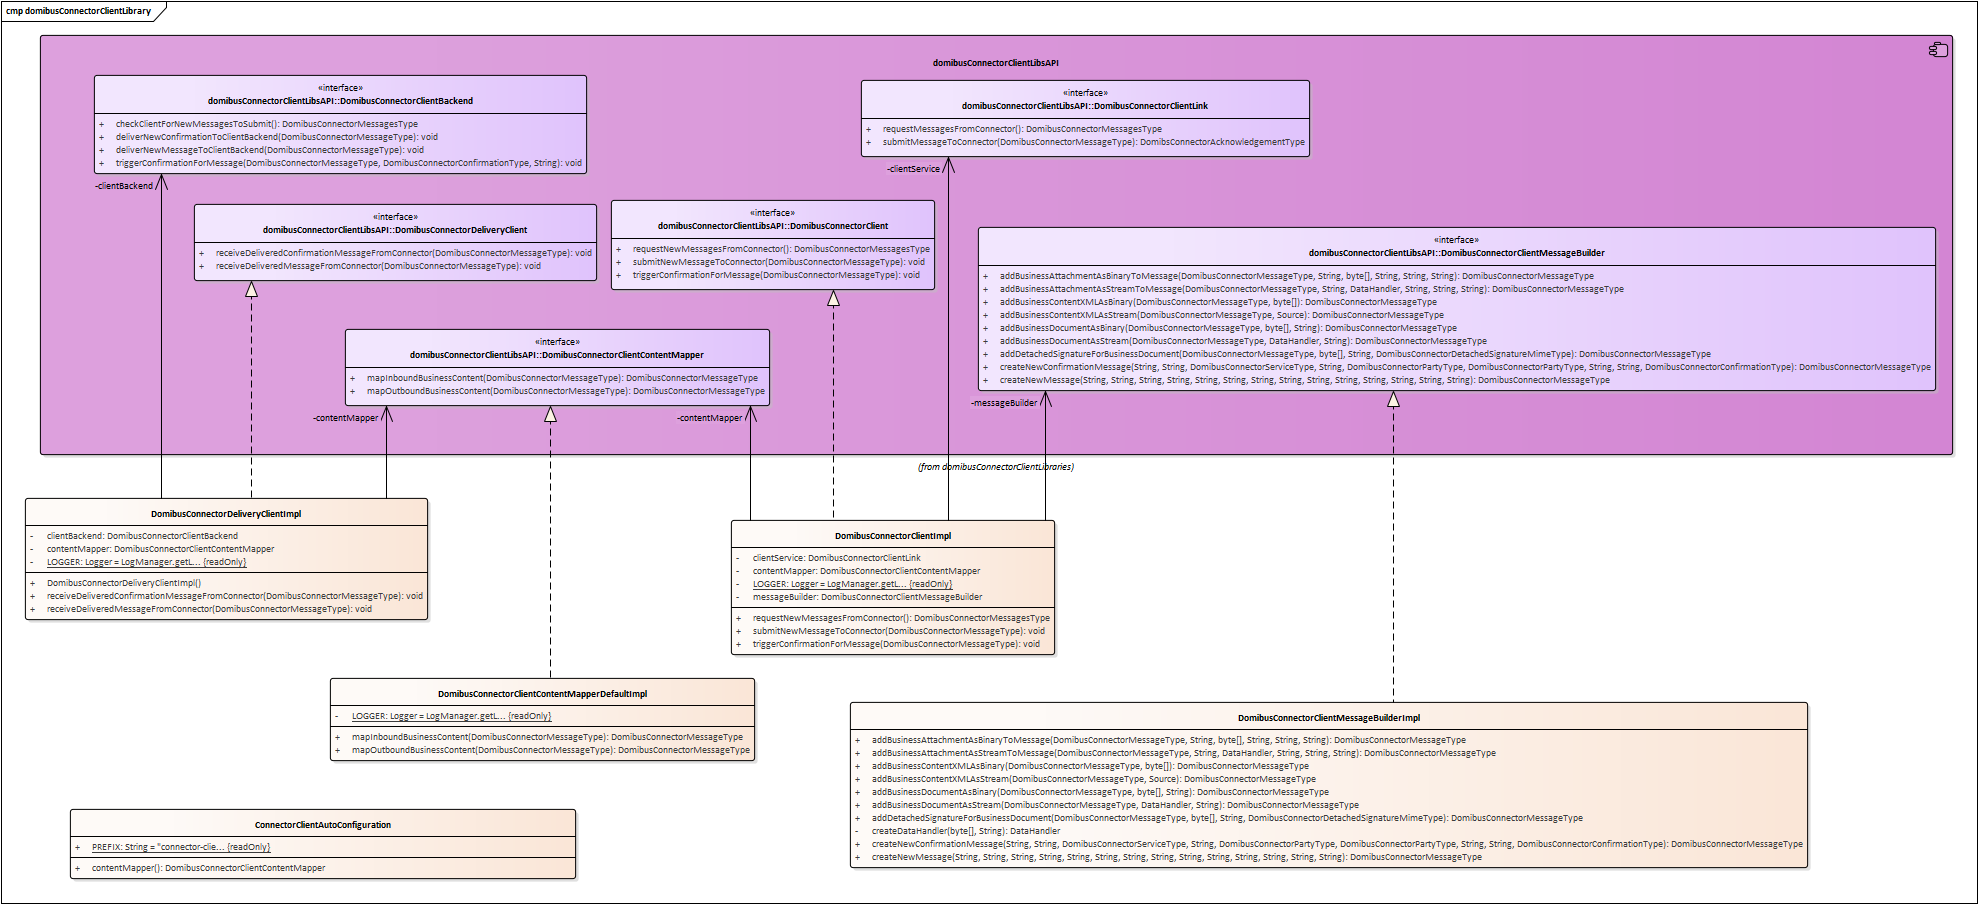 cmp domibusConnectorClientLibrary
domibusConnectorClientLibsAPI
«interface»
domibusConnectorClientLibsAPI::DomibusConnectorClientBackend
+ checkClientForNewMessagesToSubmit(): DomibusConnectorMessagesType
+ deliverNewConfirmationToClientBackend(DomibusConnectorMessageType): void
+ deliverNewMessageToClientBackend(DomibusConnectorMessageType): void
+ triggerConfirmationForMessage(DomibusConnectorMessageType, DomibusConnectorConfirmationType, String): void
«interface»
domibusConnectorClientLibsAPI::DomibusConnectorClientLink
+ requestMessagesFromConnector(): DomibusConnectorMessagesType
+ submitMessageToConnector(DomibusConnectorMessageType): DomibsConnectorAcknowledgementType
-clientBackend
-clientService
«interface»
domibusConnectorClientLibsAPI::DomibusConnectorDeliveryClient
+ receiveDeliveredConfirmationMessageFromConnector(DomibusConnectorMessageType): void
+ receiveDeliveredMessageFromConnector(DomibusConnectorMessageType): void
«interface»
domibusConnectorClientLibsAPI::DomibusConnectorClient
+ requestNewMessagesFromConnector(): DomibusConnectorMessagesType
+ submitNewMessageToConnector(DomibusConnectorMessageType): void
+ triggerConfirmationForMessage(DomibusConnectorMessageType): void
«interface»
domibusConnectorClientLibsAPI::DomibusConnectorClientMessageBuilder
+ addBusinessAttachmentAsBinaryToMessage(DomibusConnectorMessageType, String, byte[], String, String, String): DomibusConnectorMessageType
+ addBusinessAttachmentAsStreamToMessage(DomibusConnectorMessageType, String, DataHandler, String, String, String): DomibusConnectorMessageType
+ addBusinessContentXMLAsBinary(DomibusConnectorMessageType, byte[]): DomibusConnectorMessageType
+ addBusinessContentXMLAsStream(DomibusConnectorMessageType, Source): DomibusConnectorMessageType
+ addBusinessDocumentAsBinary(DomibusConnectorMessageType, byte[], String): DomibusConnectorMessageType
+ addBusinessDocumentAsStream(DomibusConnectorMessageType, DataHandler, String): DomibusConnectorMessageType
+ addDetachedSignatureForBusinessDocument(DomibusConnectorMessageType, byte[], String, DomibusConnectorDetachedSignatureMimeType): DomibusConnectorMessageType
+ createNewConfirmationMessage(String, String, DomibusConnectorServiceType, String, DomibusConnectorPartyType, DomibusConnectorPartyType, String, String, DomibusConnectorConfirmationType): DomibusConnectorMessageType
+ createNewMessage(String, String, String, String, String, String, String, String, String, String, String, String, String, String): DomibusConnectorMessageType
«interface»
domibusConnectorClientLibsAPI::DomibusConnectorClientContentMapper
+ mapInboundBusinessContent(DomibusConnectorMessageType): DomibusConnectorMessageType
+ mapOutboundBusinessContent(DomibusConnectorMessageType): DomibusConnectorMessageType
-contentMapper
-contentMapper
-messageBuilder
(from domibusConnectorClientLibraries)
DomibusConnectorDeliveryClientImpl
- clientBackend: DomibusConnectorClientBackend
- contentMapper: DomibusConnectorClientContentMapper
- LOGGER: Logger = LogManager.getL... {readOnly}
+ DomibusConnectorDeliveryClientImpl()
+ receiveDeliveredConfirmationMessageFromConnector(DomibusConnectorMessageType): void
+ receiveDeliveredMessageFromConnector(DomibusConnectorMessageType): void
DomibusConnectorClientImpl
- clientService: DomibusConnectorClientLink
- contentMapper: DomibusConnectorClientContentMapper
- LOGGER: Logger = LogManager.getL... {readOnly}
- messageBuilder: DomibusConnectorClientMessageBuilder
+ requestNewMessagesFromConnector(): DomibusConnectorMessagesType
+ submitNewMessageToConnector(DomibusConnectorMessageType): void
+ triggerConfirmationForMessage(DomibusConnectorMessageType): void
DomibusConnectorClientContentMapperDefaultImpl
- LOGGER: Logger = LogManager.getL... {readOnly}
+ mapInboundBusinessContent(DomibusConnectorMessageType): DomibusConnectorMessageType
+ mapOutboundBusinessContent(DomibusConnectorMessageType): DomibusConnectorMessageType
DomibusConnectorClientMessageBuilderImpl
+ addBusinessAttachmentAsBinaryToMessage(DomibusConnectorMessageType, String, byte[], String, String, String): DomibusConnectorMessageType
+ addBusinessAttachmentAsStreamToMessage(DomibusConnectorMessageType, String, DataHandler, String, String, String): DomibusConnectorMessageType
+ addBusinessContentXMLAsBinary(DomibusConnectorMessageType, byte[]): DomibusConnectorMessageType
+ addBusinessContentXMLAsStream(DomibusConnectorMessageType, Source): DomibusConnectorMessageType
+ addBusinessDocumentAsBinary(DomibusConnectorMessageType, byte[], String): DomibusConnectorMessageType
+ addBusinessDocumentAsStream(DomibusConnectorMessageType, DataHandler, String): DomibusConnectorMessageType
+ addDetachedSignatureForBusinessDocument(DomibusConnectorMessageType, byte[], String, DomibusConnectorDetachedSignatureMimeType): DomibusConnectorMessageType
- createDataHandler(byte[], String): DataHandler
+ createNewConfirmationMessage(String, String, DomibusConnectorServiceType, String, DomibusConnectorPartyType, DomibusConnectorPartyType, String, String, DomibusConnectorConfirmationType): DomibusConnectorMessageType
+ createNewMessage(String, String, String, String, String, String, String, String, String, String, String, String, String, String): DomibusConnectorMessageType
ConnectorClientAutoConfiguration
+ PREFIX: String = "connector-clie... {readOnly}
+ contentMapper(): DomibusConnectorClientContentMapper